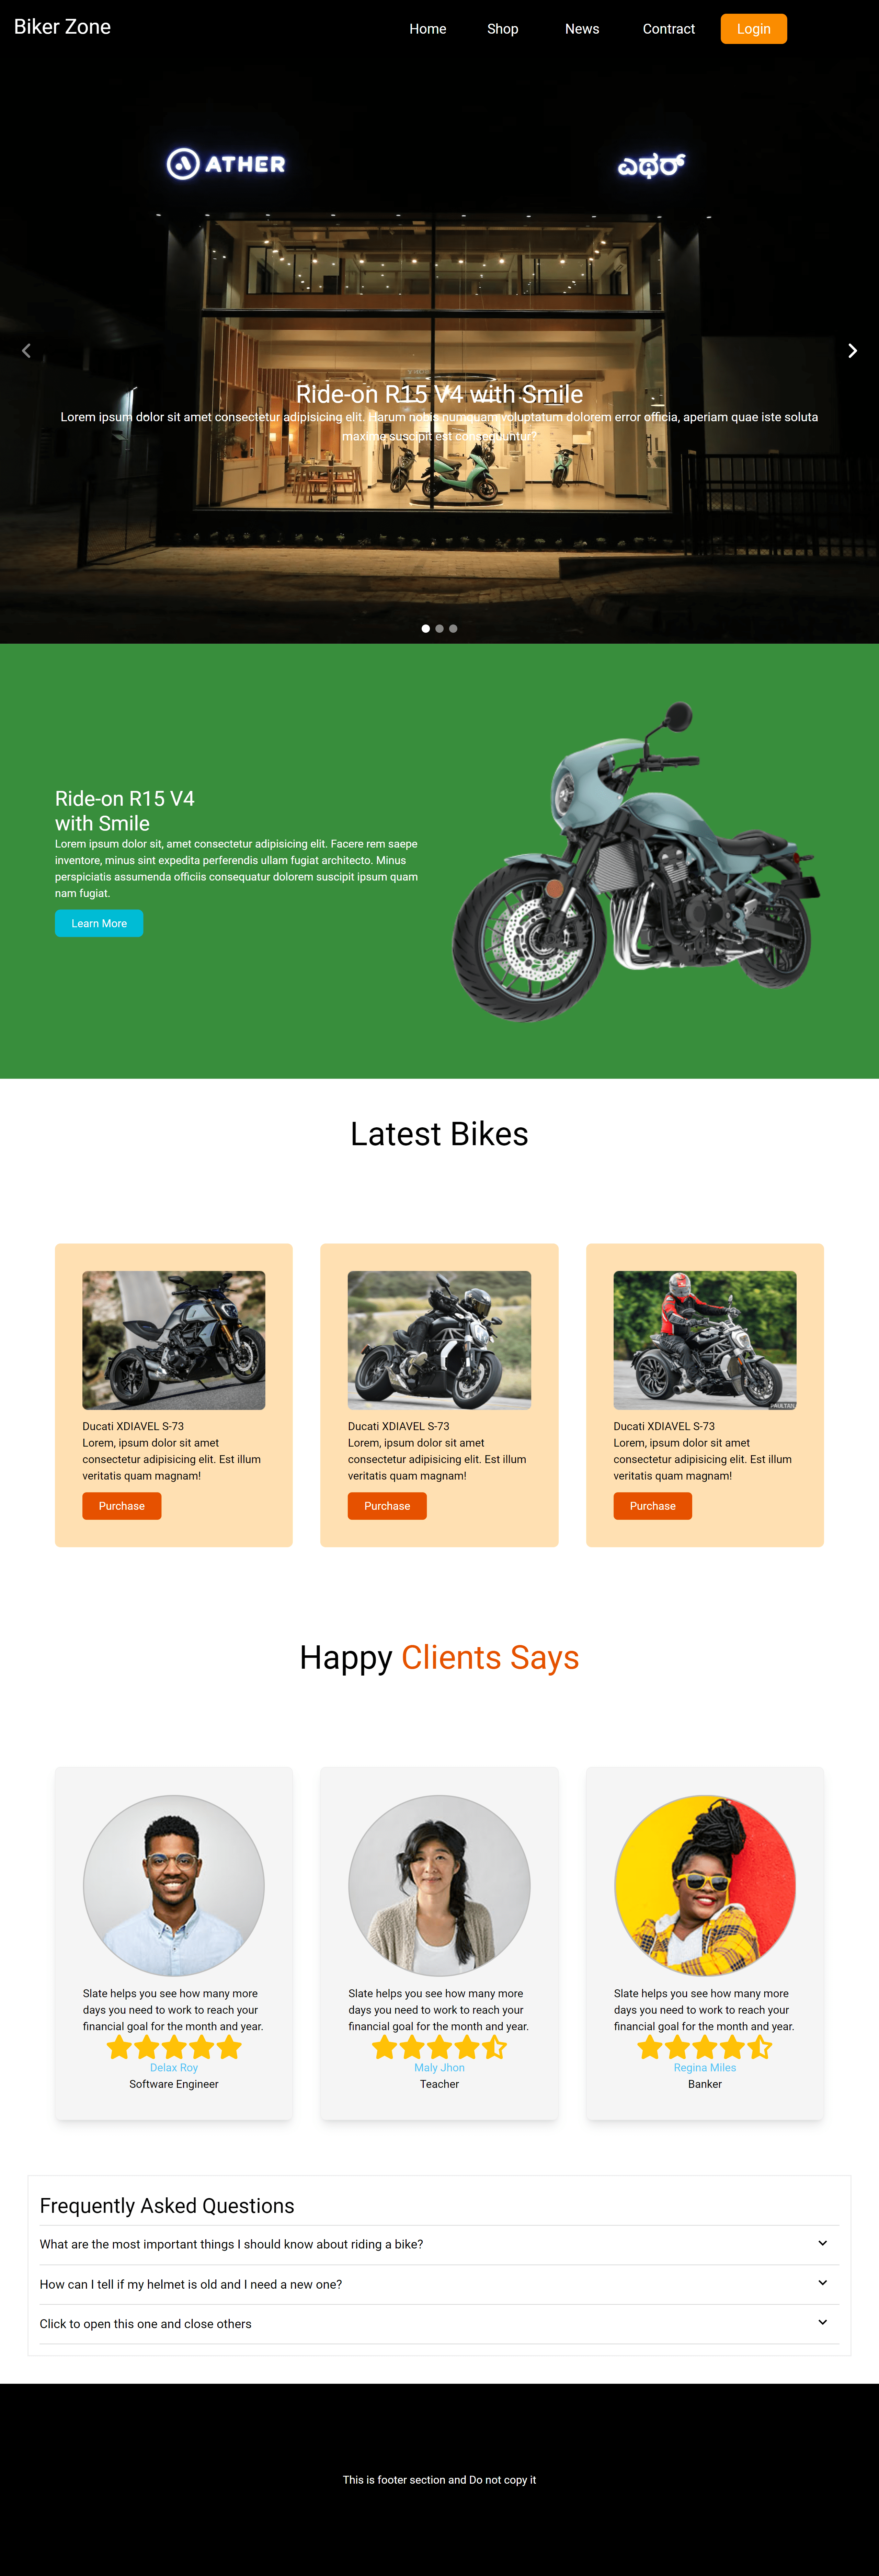 Biker Zone
Home
Shop
News
Contract
Login
ATHER
ಎಥರ್
Ride-on R15 V4 with Smile
Lorem ipsum dolor sit amet consectetur adipisicing elit. Harum nobis numquam voluptatum dolorem error officia, aperiam quae iste soluta
maxime suscipit est consequuntur?
Ride-on R15 V4
with Smile
Lorem ipsum dolor sit, amet consectetur adipisicing elit. Facere rem saepe
inventore, minus sint expedita perferendis ullam fugiat architecto. Minus
perspiciatis assumenda officiis consequatur dolorem suscipit ipsum quam
nam fugiat.
Learn More
Latest Bikes
PAULTAN
Ducati XDIAVEL S-73
Lorem, ipsum dolor sit amet
consectetur adipisicing elit. Est illum
veritatis quam magnam!
Purchase
Ducati XDIAVEL S-73
Lorem, ipsum dolor sit amet
consectetur adipisicing elit. Est illum
veritatis quam magnam!
Purchase
Ducati XDIAVEL S-73
Lorem, ipsum dolor sit amet
consectetur adipisicing elit. Est illum
veritatis quam magnam!
Purchase
Happy Clients Says
Slate helps you see how many more
days you need to work to reach your
financial goal for the month and year.
Delax Roy
Software Engineer
Slate helps you see how many more
days you need to work to reach your
financial goal for the month and year.
Maly Jhon
Teacher
Slate helps you see how many more
days you need to work to reach your
financial goal for the month and year.
Regina Miles
Banker
Frequently Asked Questions
What are the most important things I should know about riding a bike?
How can I tell if my helmet is old and I need a new one?
Click to open this one and close others
This is footer section and Do not copy it